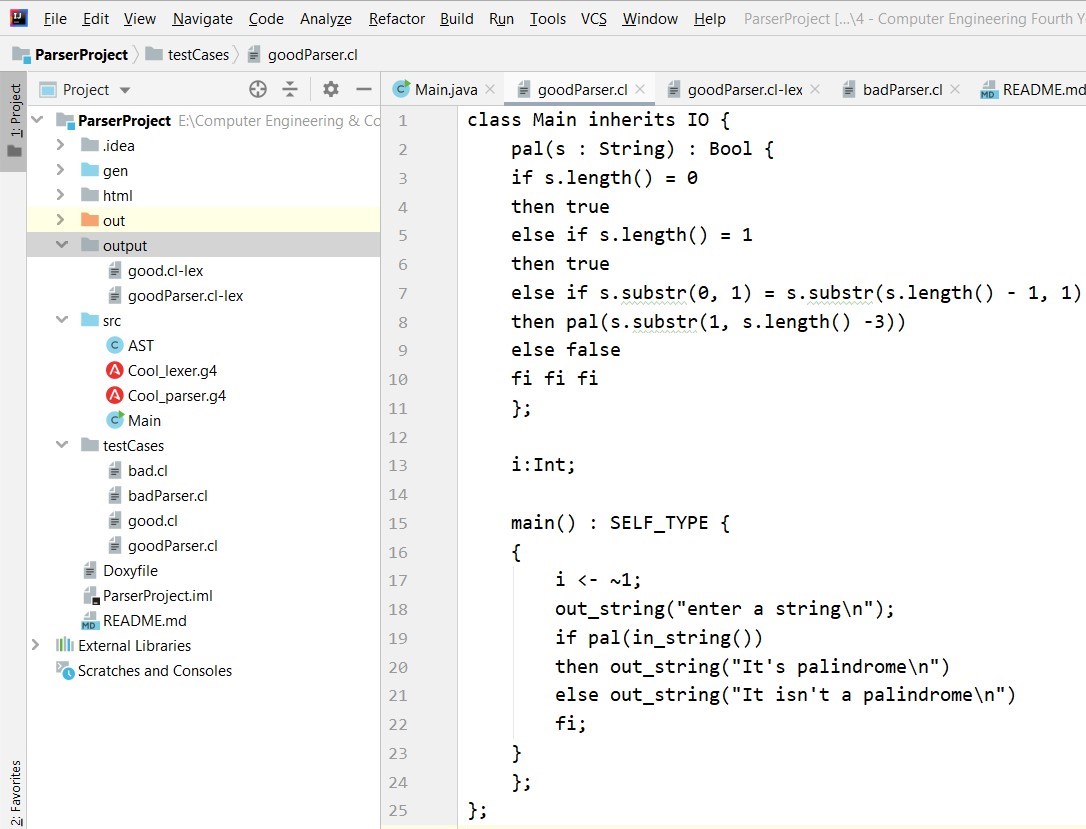 File Edit View Navigate Code Analyze Refactor Build Run Tools VCS Window Help ParserProject [...\4 - Computer Engineering Fourth Y
ParserProject testCases goodParser.cl
1: Project
Project
Main.java goodParser.cl goodParser.cl-lex badParser.cl README.md
ParserProject E:\Computer Engineering & Co
.idea
gen
html
out
output
good.cl-lex
goodParser.cl-lex
src
AST
Cool_lexer.g4
Cool_parser.g4
Main
testCases
bad.cl
badParser.cl
good.cl
goodParser.cl
Doxyfile
ParserProject.iml
README.md
External Libraries
Scratches and Consoles
2: Favorites
1 class Main inherits IO {
2 pal(s : String) : Bool {
3 if s.length() = 0
4 then true
5 else if s.length() = 1
6 then true
7 else if s.substr(0, 1) = s.substr(s.length() - 1, 1)
8 then pal(s.substr(1, s.length() -3))
9 else false
10 fi fi fi
11 };
12
13 i:Int;
14
15 main() : SELF_TYPE {
16 {
17 i <- ~1;
18 out_string("enter a string\n");
19 if pal(in_string())
20 then out_string("It's palindrome\n")
21 else out_string("It isn't a palindrome\n")
22 fi;
23 }
24 };
25 };